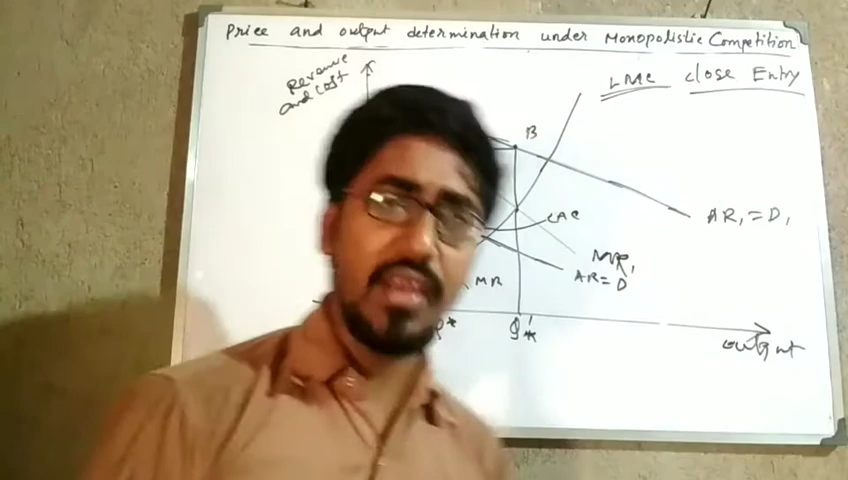 Price and output determination under Monopolistic Competition
Revenue and cost
LMC close Entry
B
LAC
AR₁ = D₁
MR₁
AR = D
MR
Q*
Q'*
output